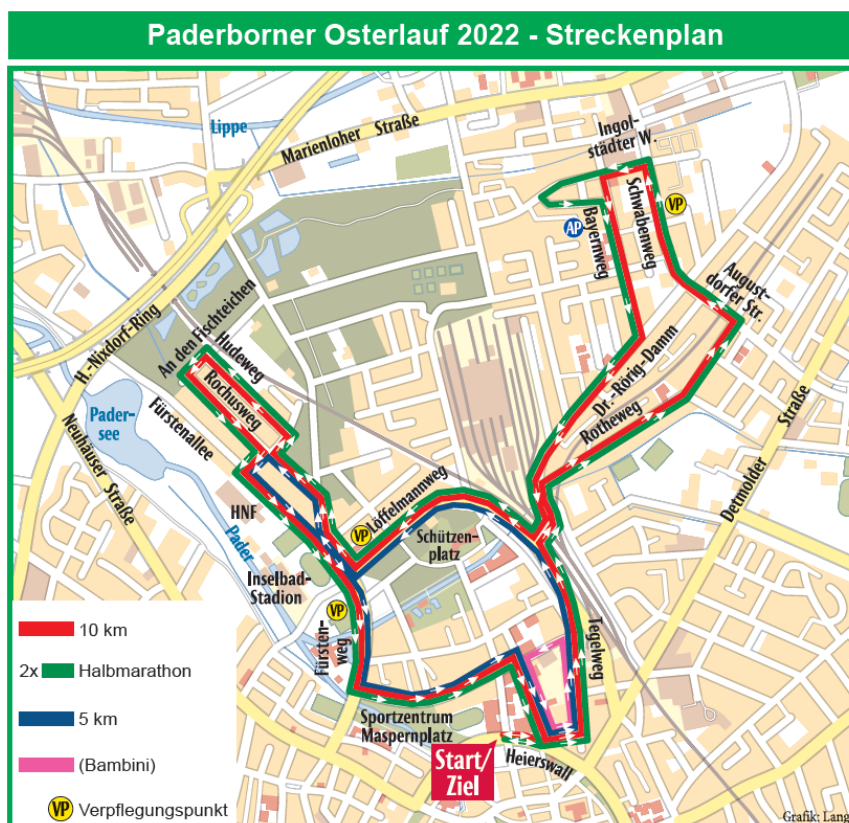 Paderborner Osterlauf 2022 - Streckenplan
Lippe
Marienloher Straße
Ingol-
städter W.
Schwabenweg
VP
AP
Bayernweg
August-
dorfer Str.
H.-Nixdorf-Ring
An den Fischteichen
Hudeweg
Rochusweg
Dr.-Rörig-Damm
Rotheweg
Pader-
see
Fürstenallee
Neuhäuser Straße
Detmolder Straße
HNF
Löffelmannweg
VP
Schützen-
platz
Pader
Inselbad-
Stadion
VP
Fürsten-
weg
Tegelweg
10 km
2x Halbmarathon
5 km
(Bambini)
VP Verpflegungspunkt
Sportzentrum
Maspernplatz
Start/
Ziel
Heierswall
Grafik: Lang